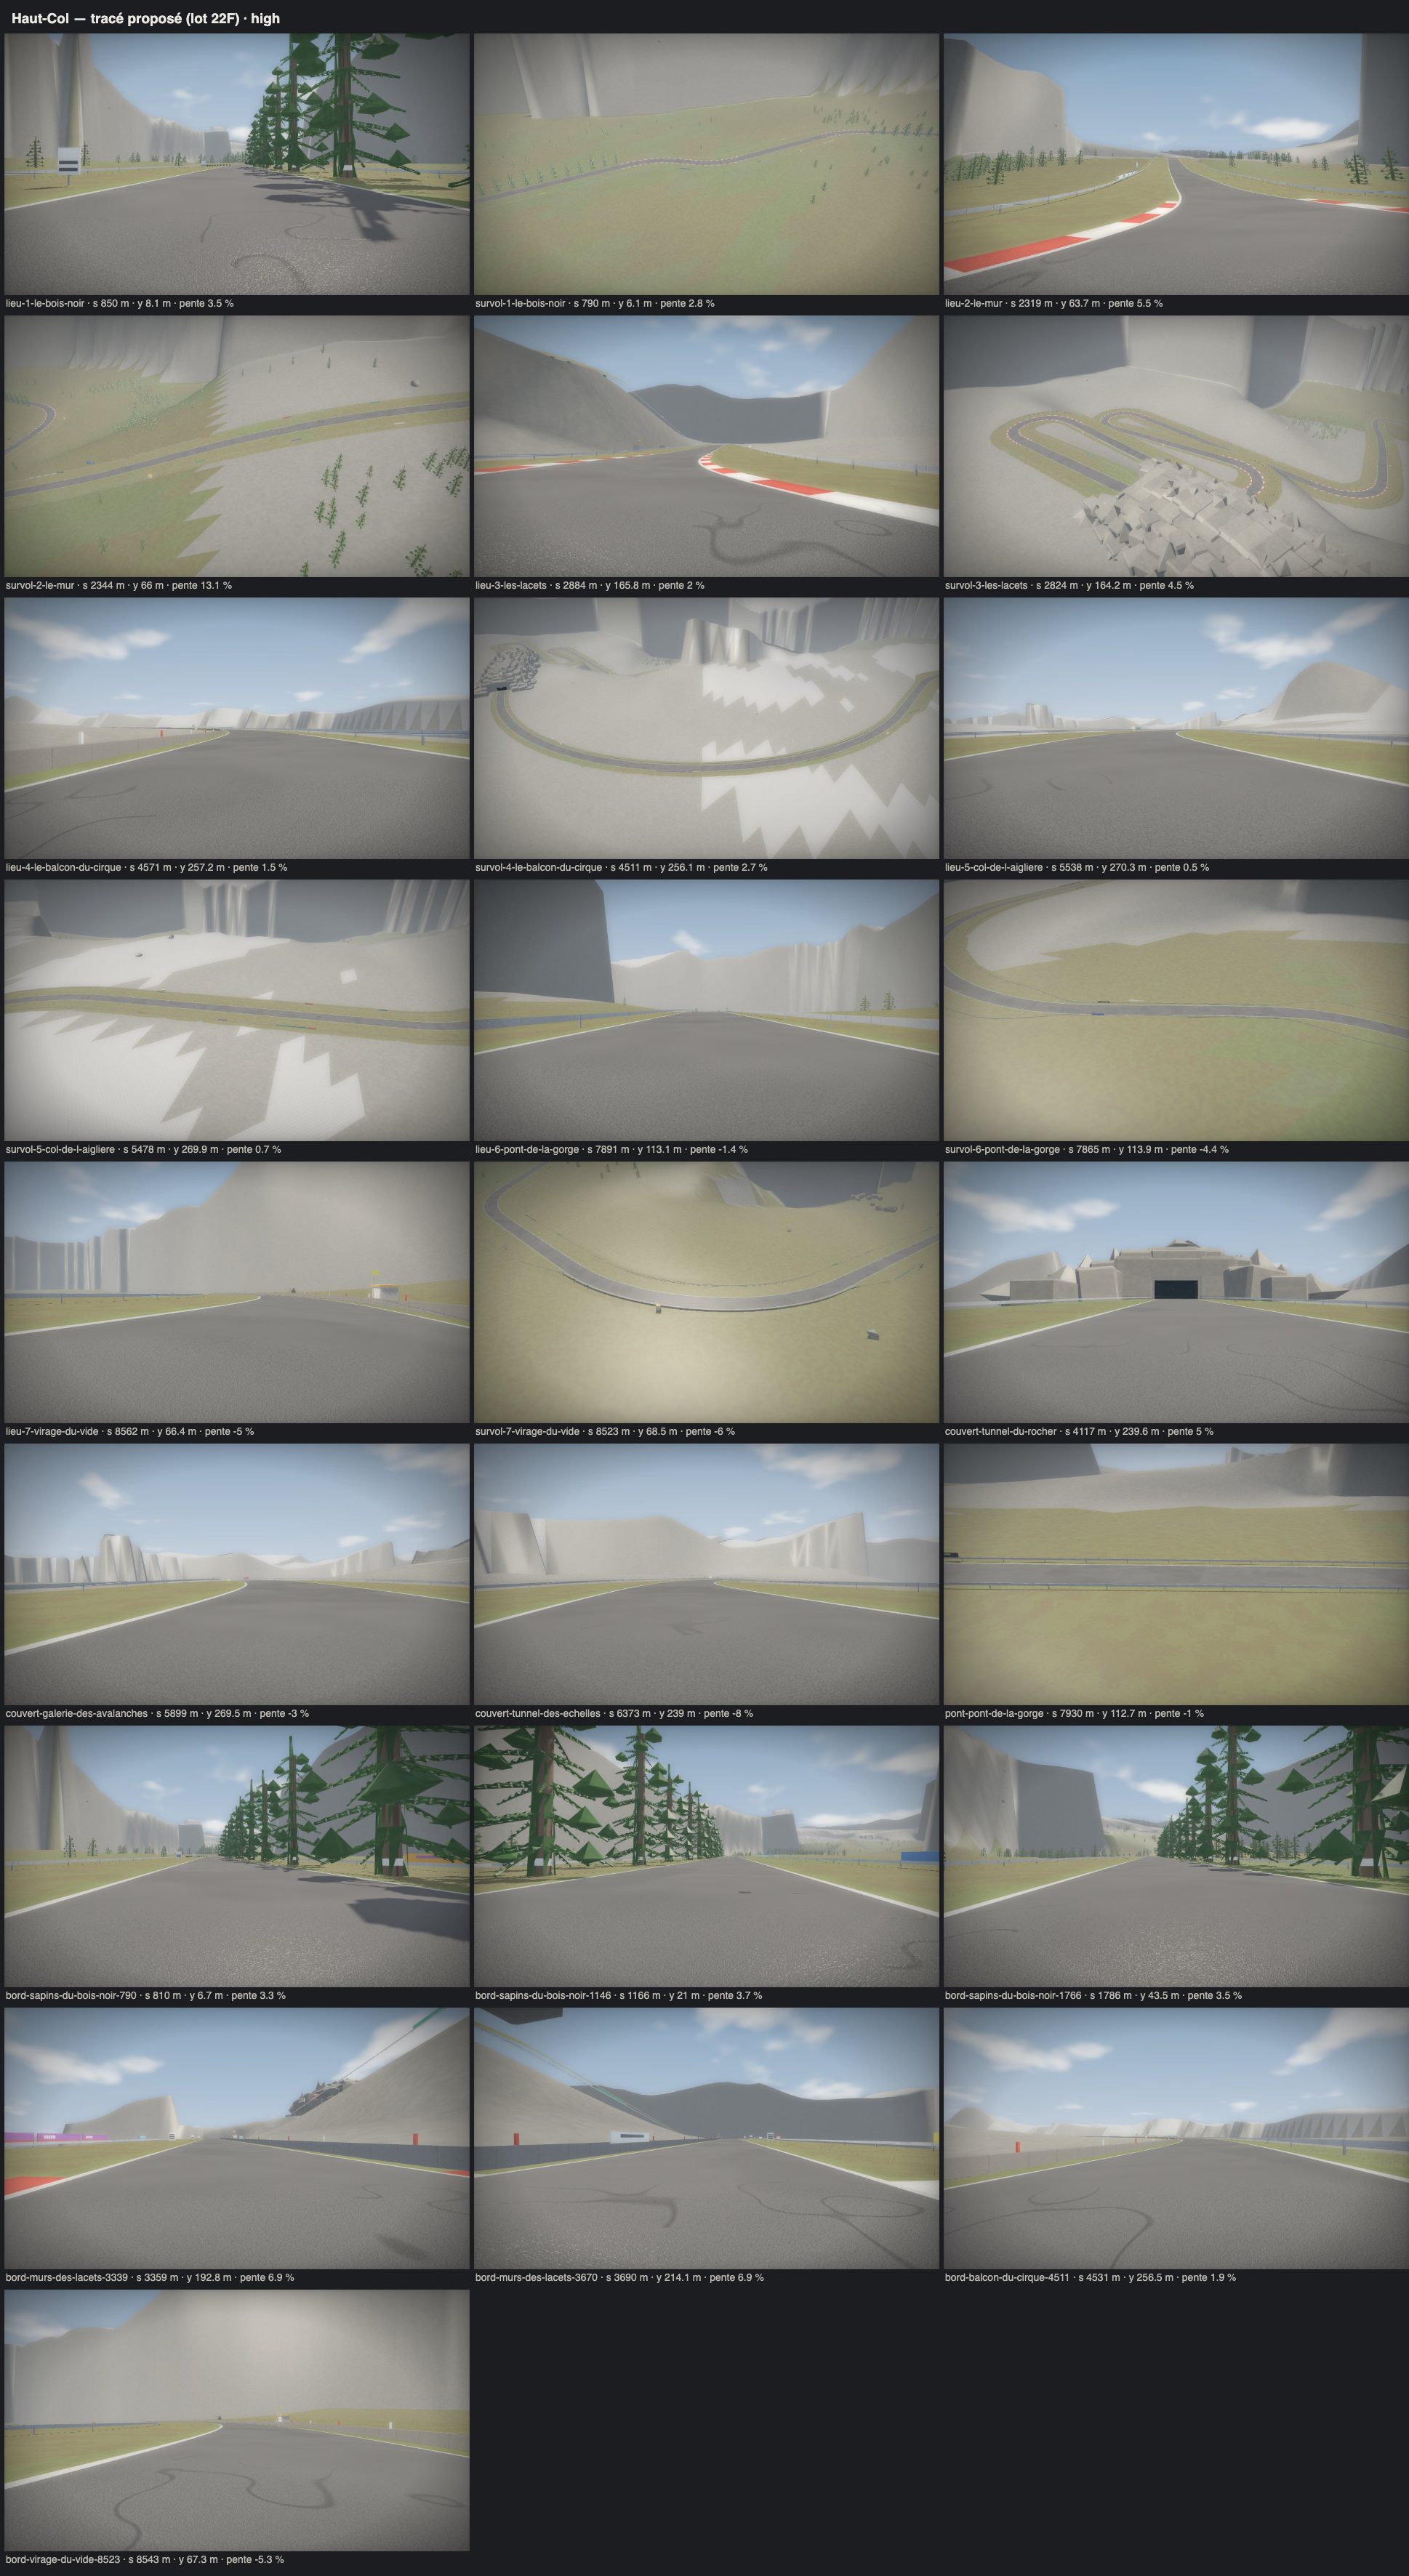 Haut-Col — tracé proposé (lot 22F) · high
lieu-1-le-bois-noir · s 850 m · y 8.1 m · pente 3.5 %
survol-1-le-bois-noir · s 790 m · y 6.1 m · pente 2.8 %
lieu-2-le-mur · s 2319 m · y 63.7 m · pente 5.5 %
survol-2-le-mur · s 2344 m · y 66 m · pente 13.1 %
lieu-3-les-lacets · s 2884 m · y 165.8 m · pente 2 %
survol-3-les-lacets · s 2824 m · y 164.2 m · pente 4.5 %
lieu-4-le-balcon-du-cirque · s 4571 m · y 257.2 m · pente 1.5 %
survol-4-le-balcon-du-cirque · s 4511 m · y 256.1 m · pente 2.7 %
lieu-5-col-de-l-aigliere · s 5538 m · y 270.3 m · pente 0.5 %
survol-5-col-de-l-aigliere · s 5478 m · y 269.9 m · pente 0.7 %
lieu-6-pont-de-la-gorge · s 7891 m · y 113.1 m · pente -1.4 %
survol-6-pont-de-la-gorge · s 7865 m · y 113.9 m · pente -4.4 %
lieu-7-virage-du-vide · s 8562 m · y 66.4 m · pente -5 %
survol-7-virage-du-vide · s 8523 m · y 68.5 m · pente -6 %
couvert-tunnel-du-rocher · s 4117 m · y 239.6 m · pente 5 %
couvert-galerie-des-avalanches · s 5899 m · y 269.5 m · pente -3 %
couvert-tunnel-des-echelles · s 6373 m · y 239 m · pente -8 %
pont-pont-de-la-gorge · s 7930 m · y 112.7 m · pente -1 %
bord-sapins-du-bois-noir-790 · s 810 m · y 6.7 m · pente 3.3 %
bord-sapins-du-bois-noir-1146 · s 1166 m · y 21 m · pente 3.7 %
bord-sapins-du-bois-noir-1766 · s 1786 m · y 43.5 m · pente 3.5 %
bord-murs-des-lacets-3339 · s 3359 m · y 192.8 m · pente 6.9 %
bord-murs-des-lacets-3670 · s 3690 m · y 214.1 m · pente 6.9 %
bord-balcon-du-cirque-4511 · s 4531 m · y 256.5 m · pente 1.9 %
bord-virage-du-vide-8523 · s 8543 m · y 67.3 m · pente -5.3 %